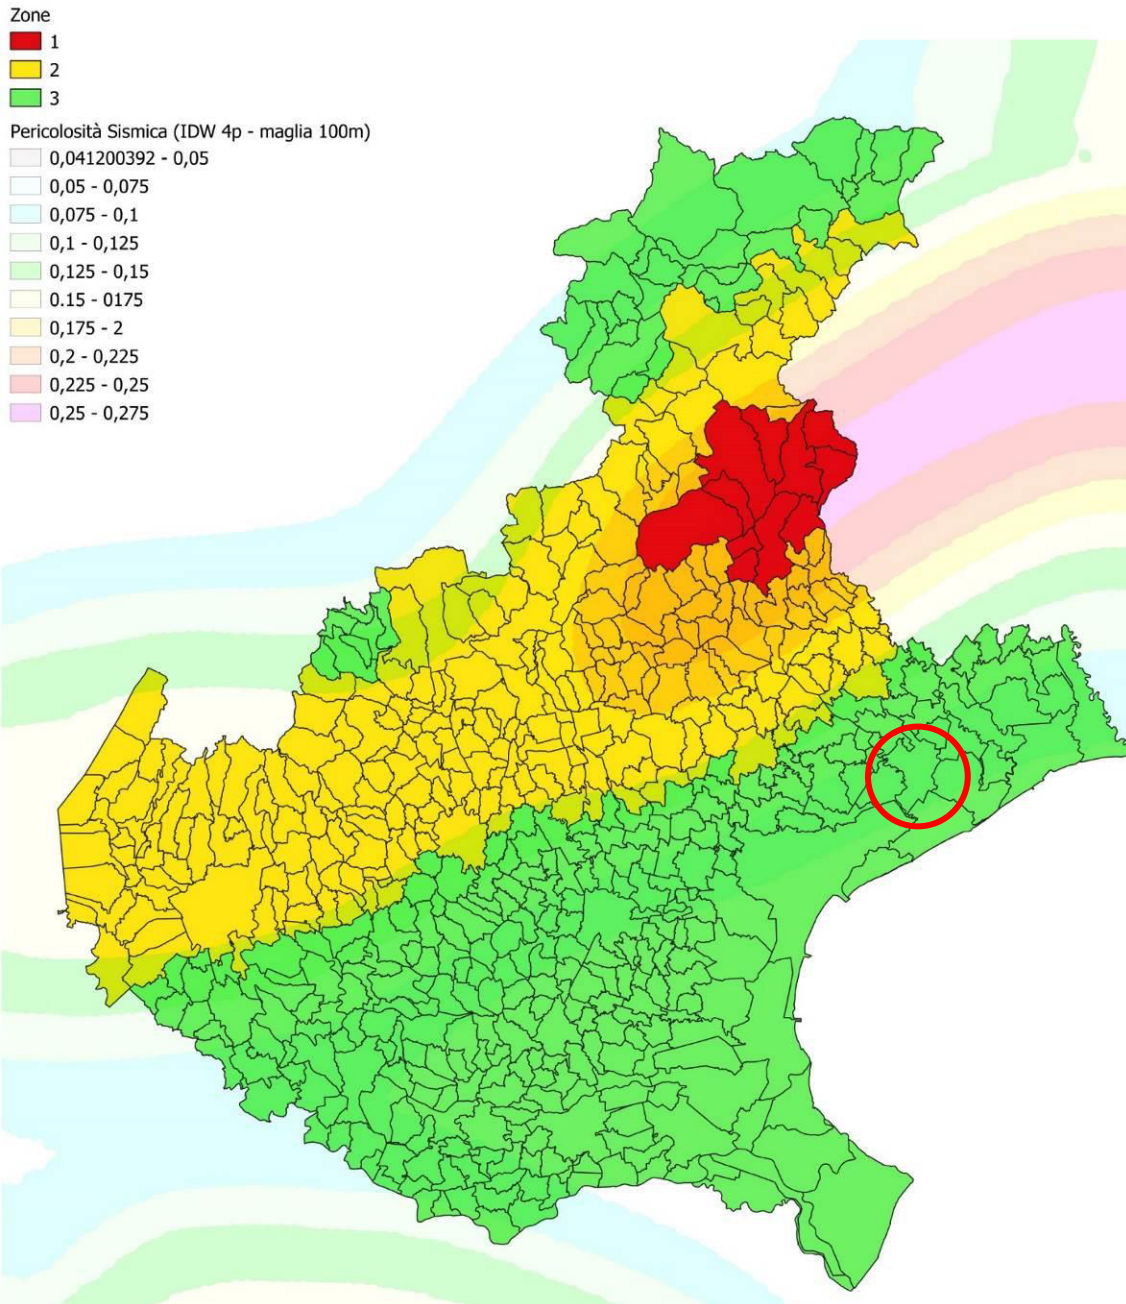 Zone
1
2
3
Pericolosità Sismica (IDW 4p - maglia 100m)
0,041200392 - 0,05
0,05 - 0,075
0,075 - 0,1
0,1 - 0,125
0,125 - 0,15
0.15 - 0175
0,175 - 2
0,2 - 0,225
0,225 - 0,25
0,25 - 0,275